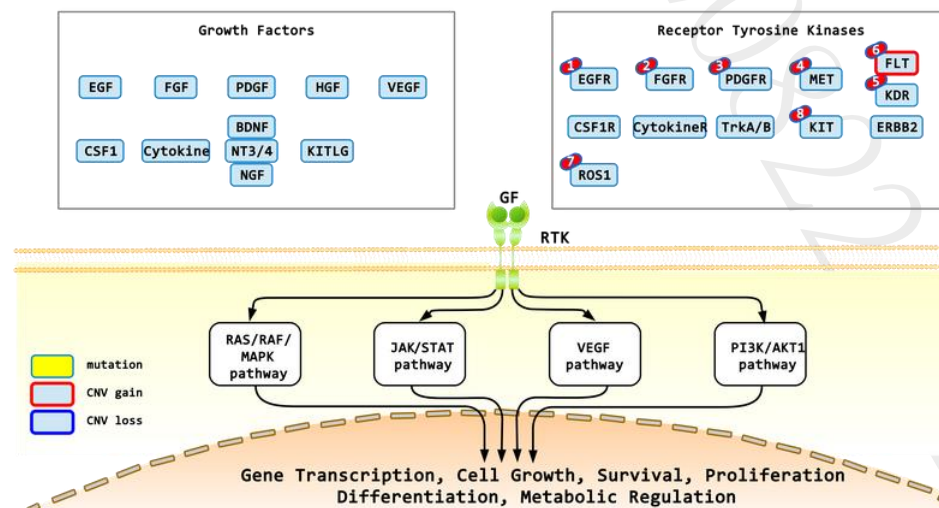 Growth Factors
EGF FGF PDGF HGF VEGF
BDNF
CSF1 Cytokine NT3/4 KITLG
NGF
Receptor Tyrosine Kinases
1 2 3 4 6
EGFR FGFR PDGFR MET FLT
5
KDR
8
CSF1R CytokineR TrkA/B KIT ERBB2
7
ROS1
GF
RTK
RAS/RAF/
MAPK
pathway
JAK/STAT
pathway
VEGF
pathway
PI3K/AKT1
pathway
mutation
CNV gain
CNV loss
Gene Transcription, Cell Growth, Survival, Proliferation
Differentiation, Metabolic Regulation